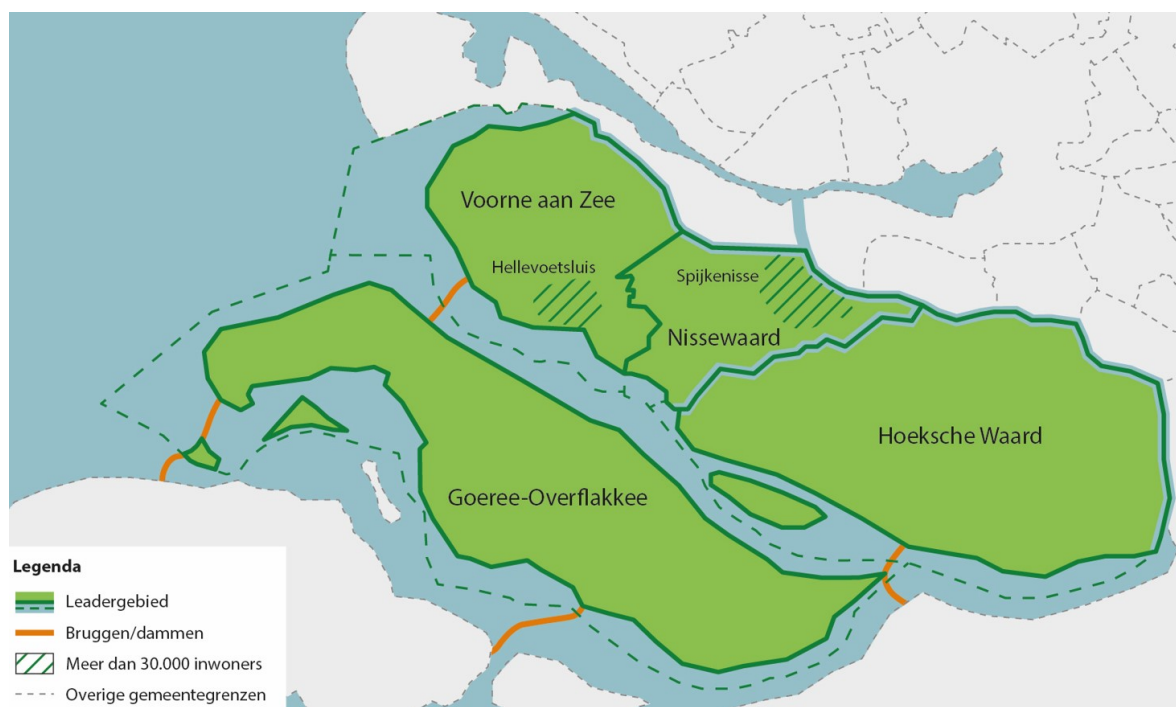 Voorne aan Zee
Hellevoetsluis
Spijkenisse
Nissewaard
Hoeksche Waard
Goeree-Overflakkee
Legenda
Leadergebied
Bruggen/dammen
Meer dan 30.000 inwoners
Overige gemeentegrenzen